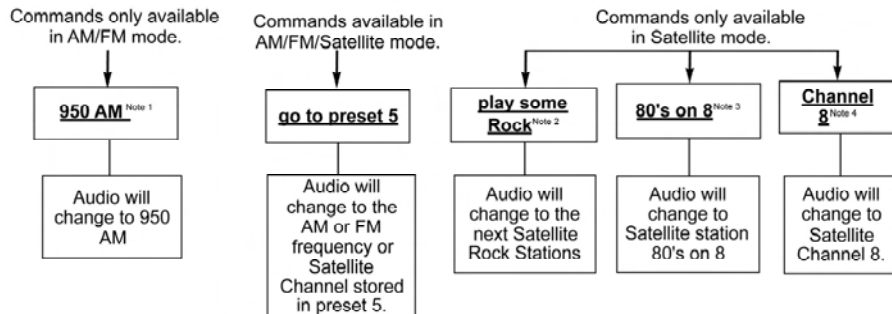 Commands only available
in AM/FM mode.
950 AM Note 1
Audio will
change to 950
AM
Commands available in
AM/FM/Satellite mode.
go to preset 5
Audio will
change to the
AM or FM
frequency or
Satellite
Channel stored
in preset 5.
Commands only available
in Satellite mode.
play some
Rock Note 2
Audio will
change to the
next Satellite
Rock Stations
80's on 8 Note 3
Audio will
change to
Satellite station
80's on 8
Channel
8 Note 4
Audio will
change to
Satellite
Channel 8.